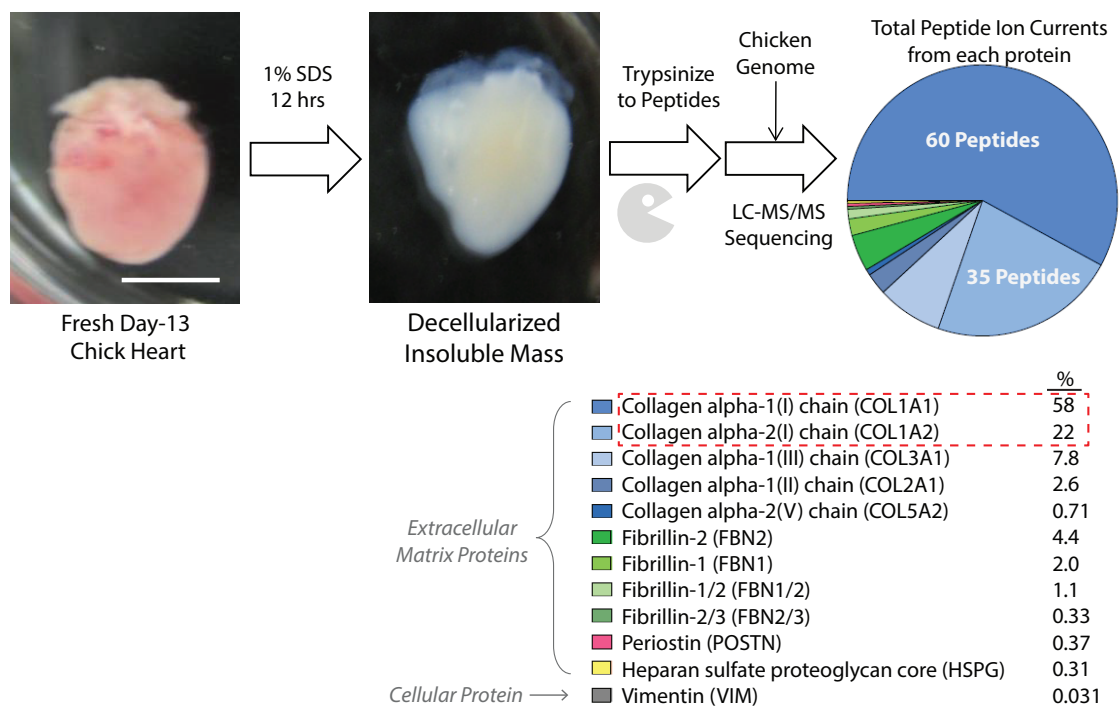 1% SDS
12 hrs
Trypsinize
to Peptides
Chicken
Genome
LC-MS/MS
Sequencing
Total Peptide Ion Currents
from each protein
60 Peptides
35 Peptides
Fresh Day-13
Chick Heart
Decellularized
Insoluble Mass
%
Collagen alpha-1(I) chain (COL1A1) 58
Collagen alpha-2(I) chain (COL1A2) 22
Collagen alpha-1(III) chain (COL3A1) 7.8
Collagen alpha-1(II) chain (COL2A1) 2.6
Collagen alpha-2(V) chain (COL5A2) 0.71
Extracellular
Matrix Proteins
Fibrillin-2 (FBN2) 4.4
Fibrillin-1 (FBN1) 2.0
Fibrillin-1/2 (FBN1/2) 1.1
Fibrillin-2/3 (FBN2/3) 0.33
Periostin (POSTN) 0.37
Heparan sulfate proteoglycan core (HSPG) 0.31
Cellular Protein
Vimentin (VIM) 0.031